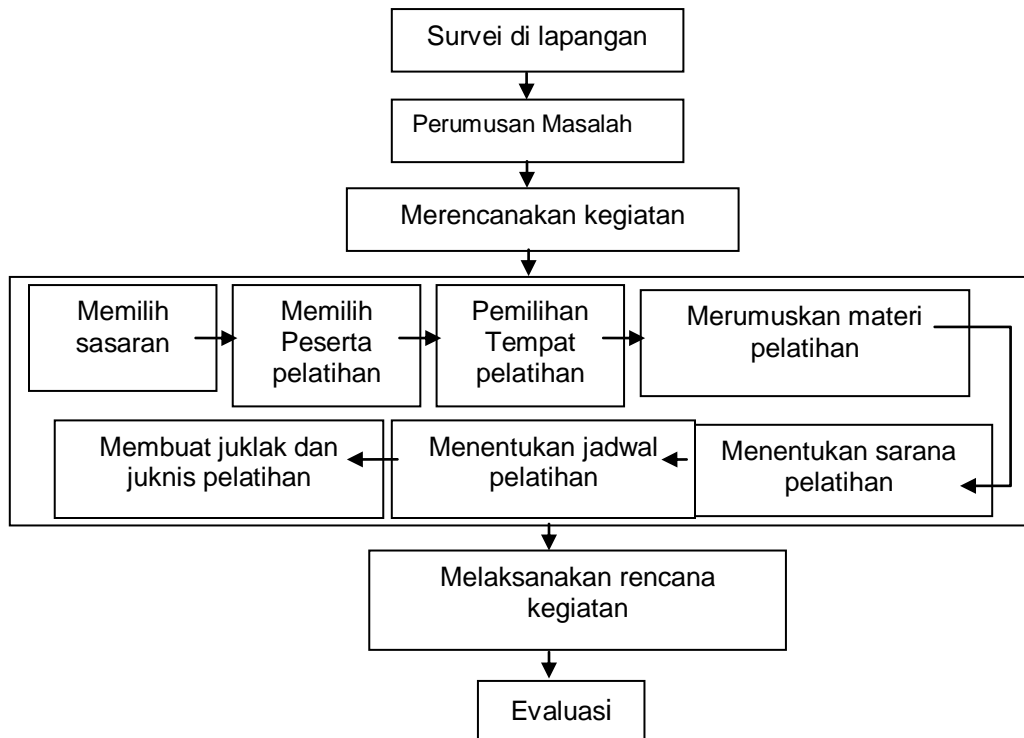 Survei di lapangan
Perumusan Masalah
Merencanakan kegiatan
Memilih
sasaran
Memilih
Peserta
pelatihan
Pemilihan
Tempat
pelatihan
Merumuskan materi
pelatihan
Menentukan sarana
pelatihan
Menentukan jadwal
pelatihan
Membuat juklak dan
juknis pelatihan
Melaksanakan rencana
kegiatan
Evaluasi